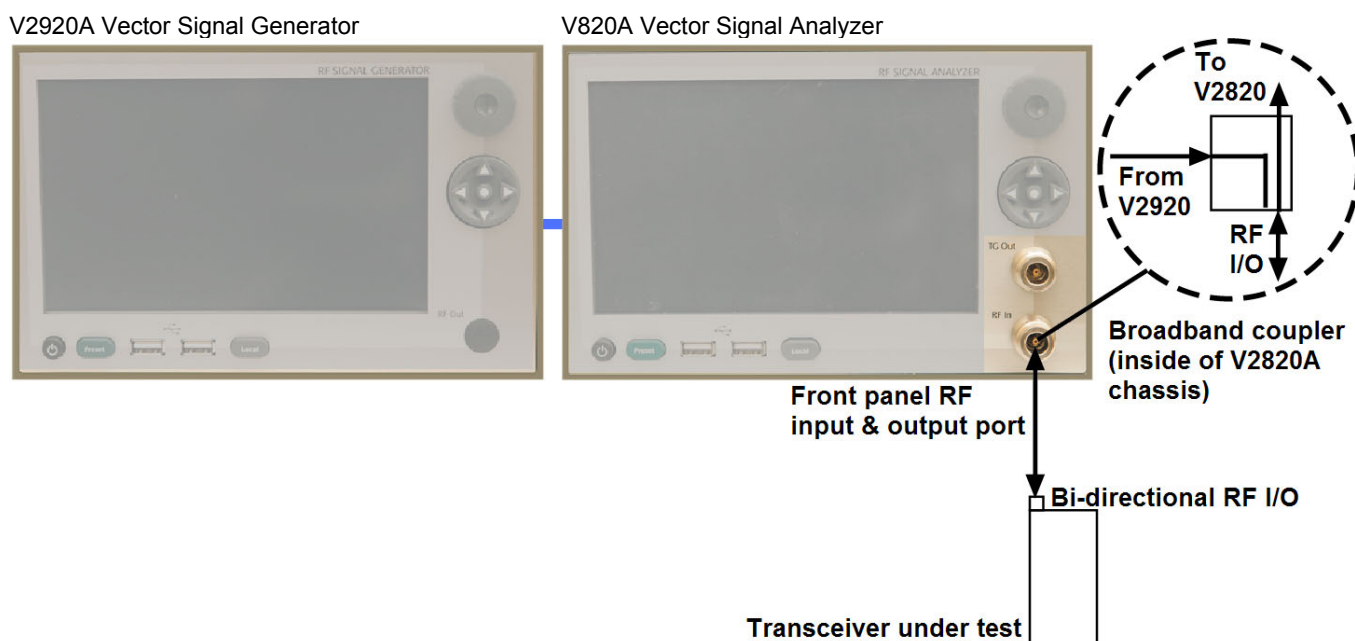 V2920A Vector Signal Generator
V820A Vector Signal Analyzer
RF SIGNAL GENERATOR
RF SIGNAL ANALYZER
To
V2820
From
V2920
RF
I/O
TG Out
RF Out
RF In
Preset
Local
Preset
Local
Broadband coupler
(inside of V2820A
chassis)
Front panel RF
input & output port
Bi-directional RF I/O
Transceiver under test